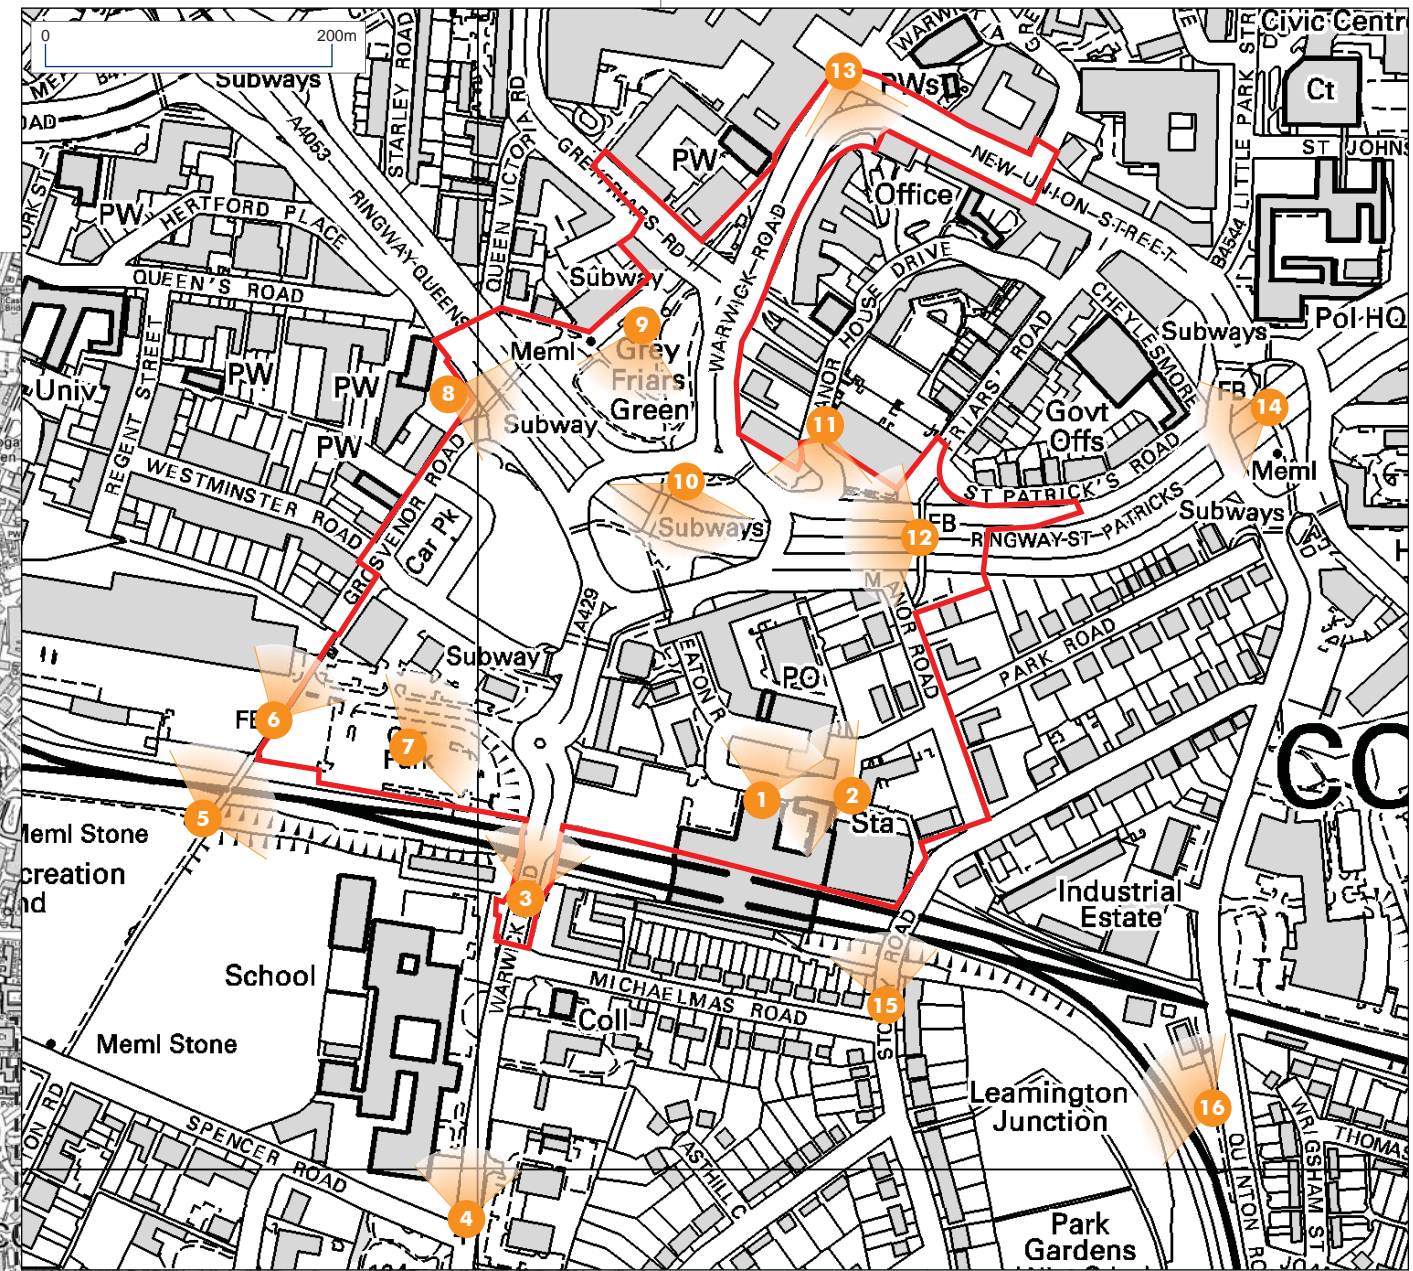 0 200m
Subways
A4053
STARLEY ROAD
QUEEN VICTORIA RD
GREYFRIARS RD
WARWICK LA
PWs
13
Civic Centr
Ct
ST JOHNS
B4544 LITTLE PARK STR
PW
NEW UNION STREET
Office
PW
HERTFORD PLACE
RINGWAY QUEENS
QUEEN'S ROAD
Subway
WARWICK ROAD
MANOR HOUSE DRIVE
CHEYLESMORE
Subways
Pol HQ
9
Meml
Grey
Friars
Green
Univ
PW
PW
8
Subway
REGENT STREET
11
FRIARS' ROAD
Govt
Offs
FB
14
PW
Meml
WESTMINSTER ROAD
GROSVENOR ROAD
Car Pk
10
Subways
ST PATRICK'S ROAD
Subways
12
FB
RINGWAY ST PATRICKS
MANOR ROAD
A429
Subway
EATON R
PO
PARK ROAD
FB
6
7
Car
Park
5
1
2
Sta
CO
Meml Stone
creation
nd
3
Industrial
Estate
WARWICK
School
MICHAELMAS ROAD
15
Coll
Meml Stone
Leamington
Junction
16
SPENCER ROAD
4
ASTHILL G
QUINTON RO
WRIGSHAM ST
THOMAS
Park
Gardens